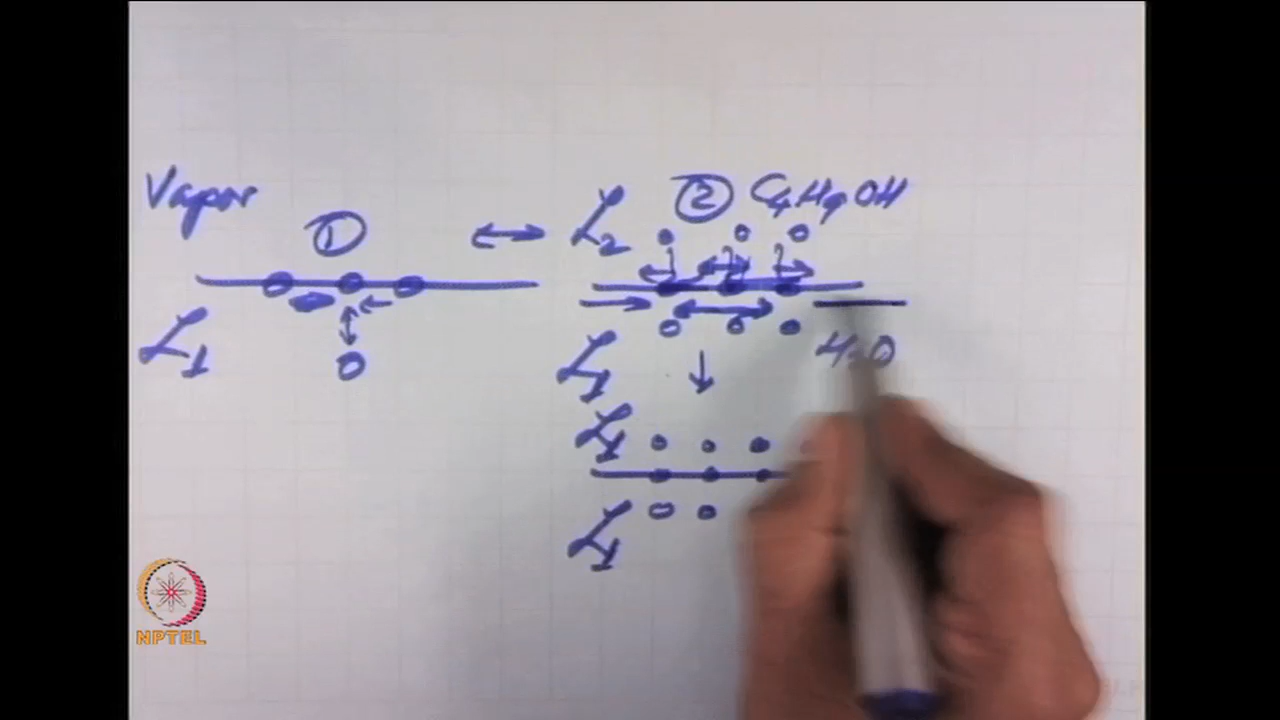 Vapor
①
L₁
L₂
② C₄H₉OH
H₂O
L₁
L₁
L₁
NPTEL